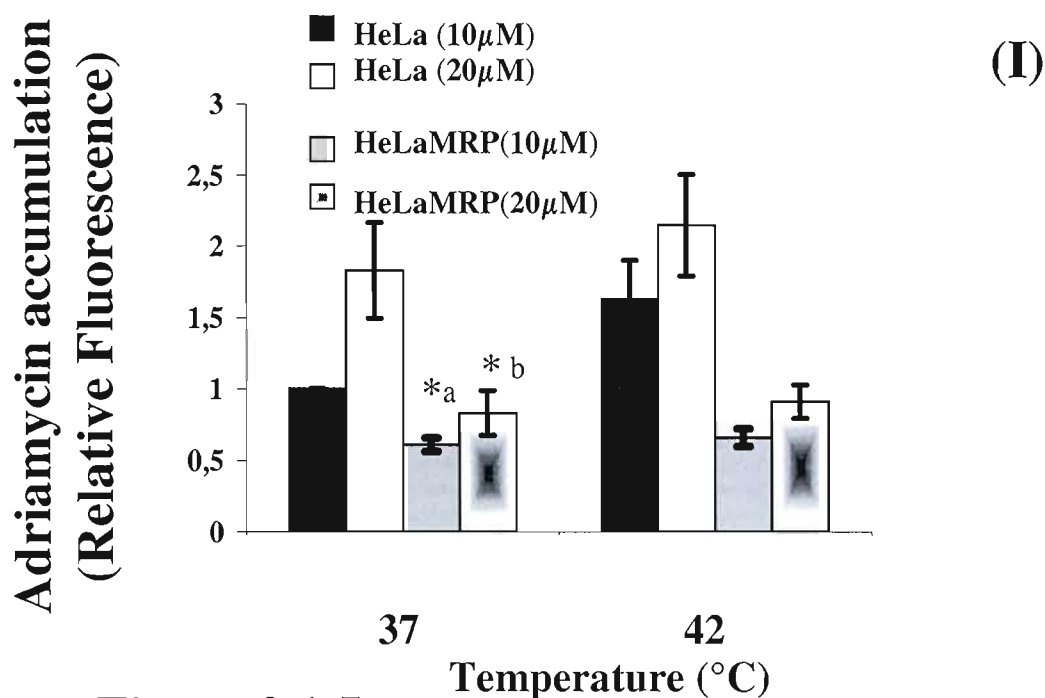 HeLa (10μM)
HeLa (20μM)
HeLaMRP(10μM)
HeLaMRP(20μM)
(I)
Adriamycin accumulation
(Relative Fluorescence)
3
2,5
2
1,5
1
0,5
0
*a
* b
37
42
Temperature (°C)